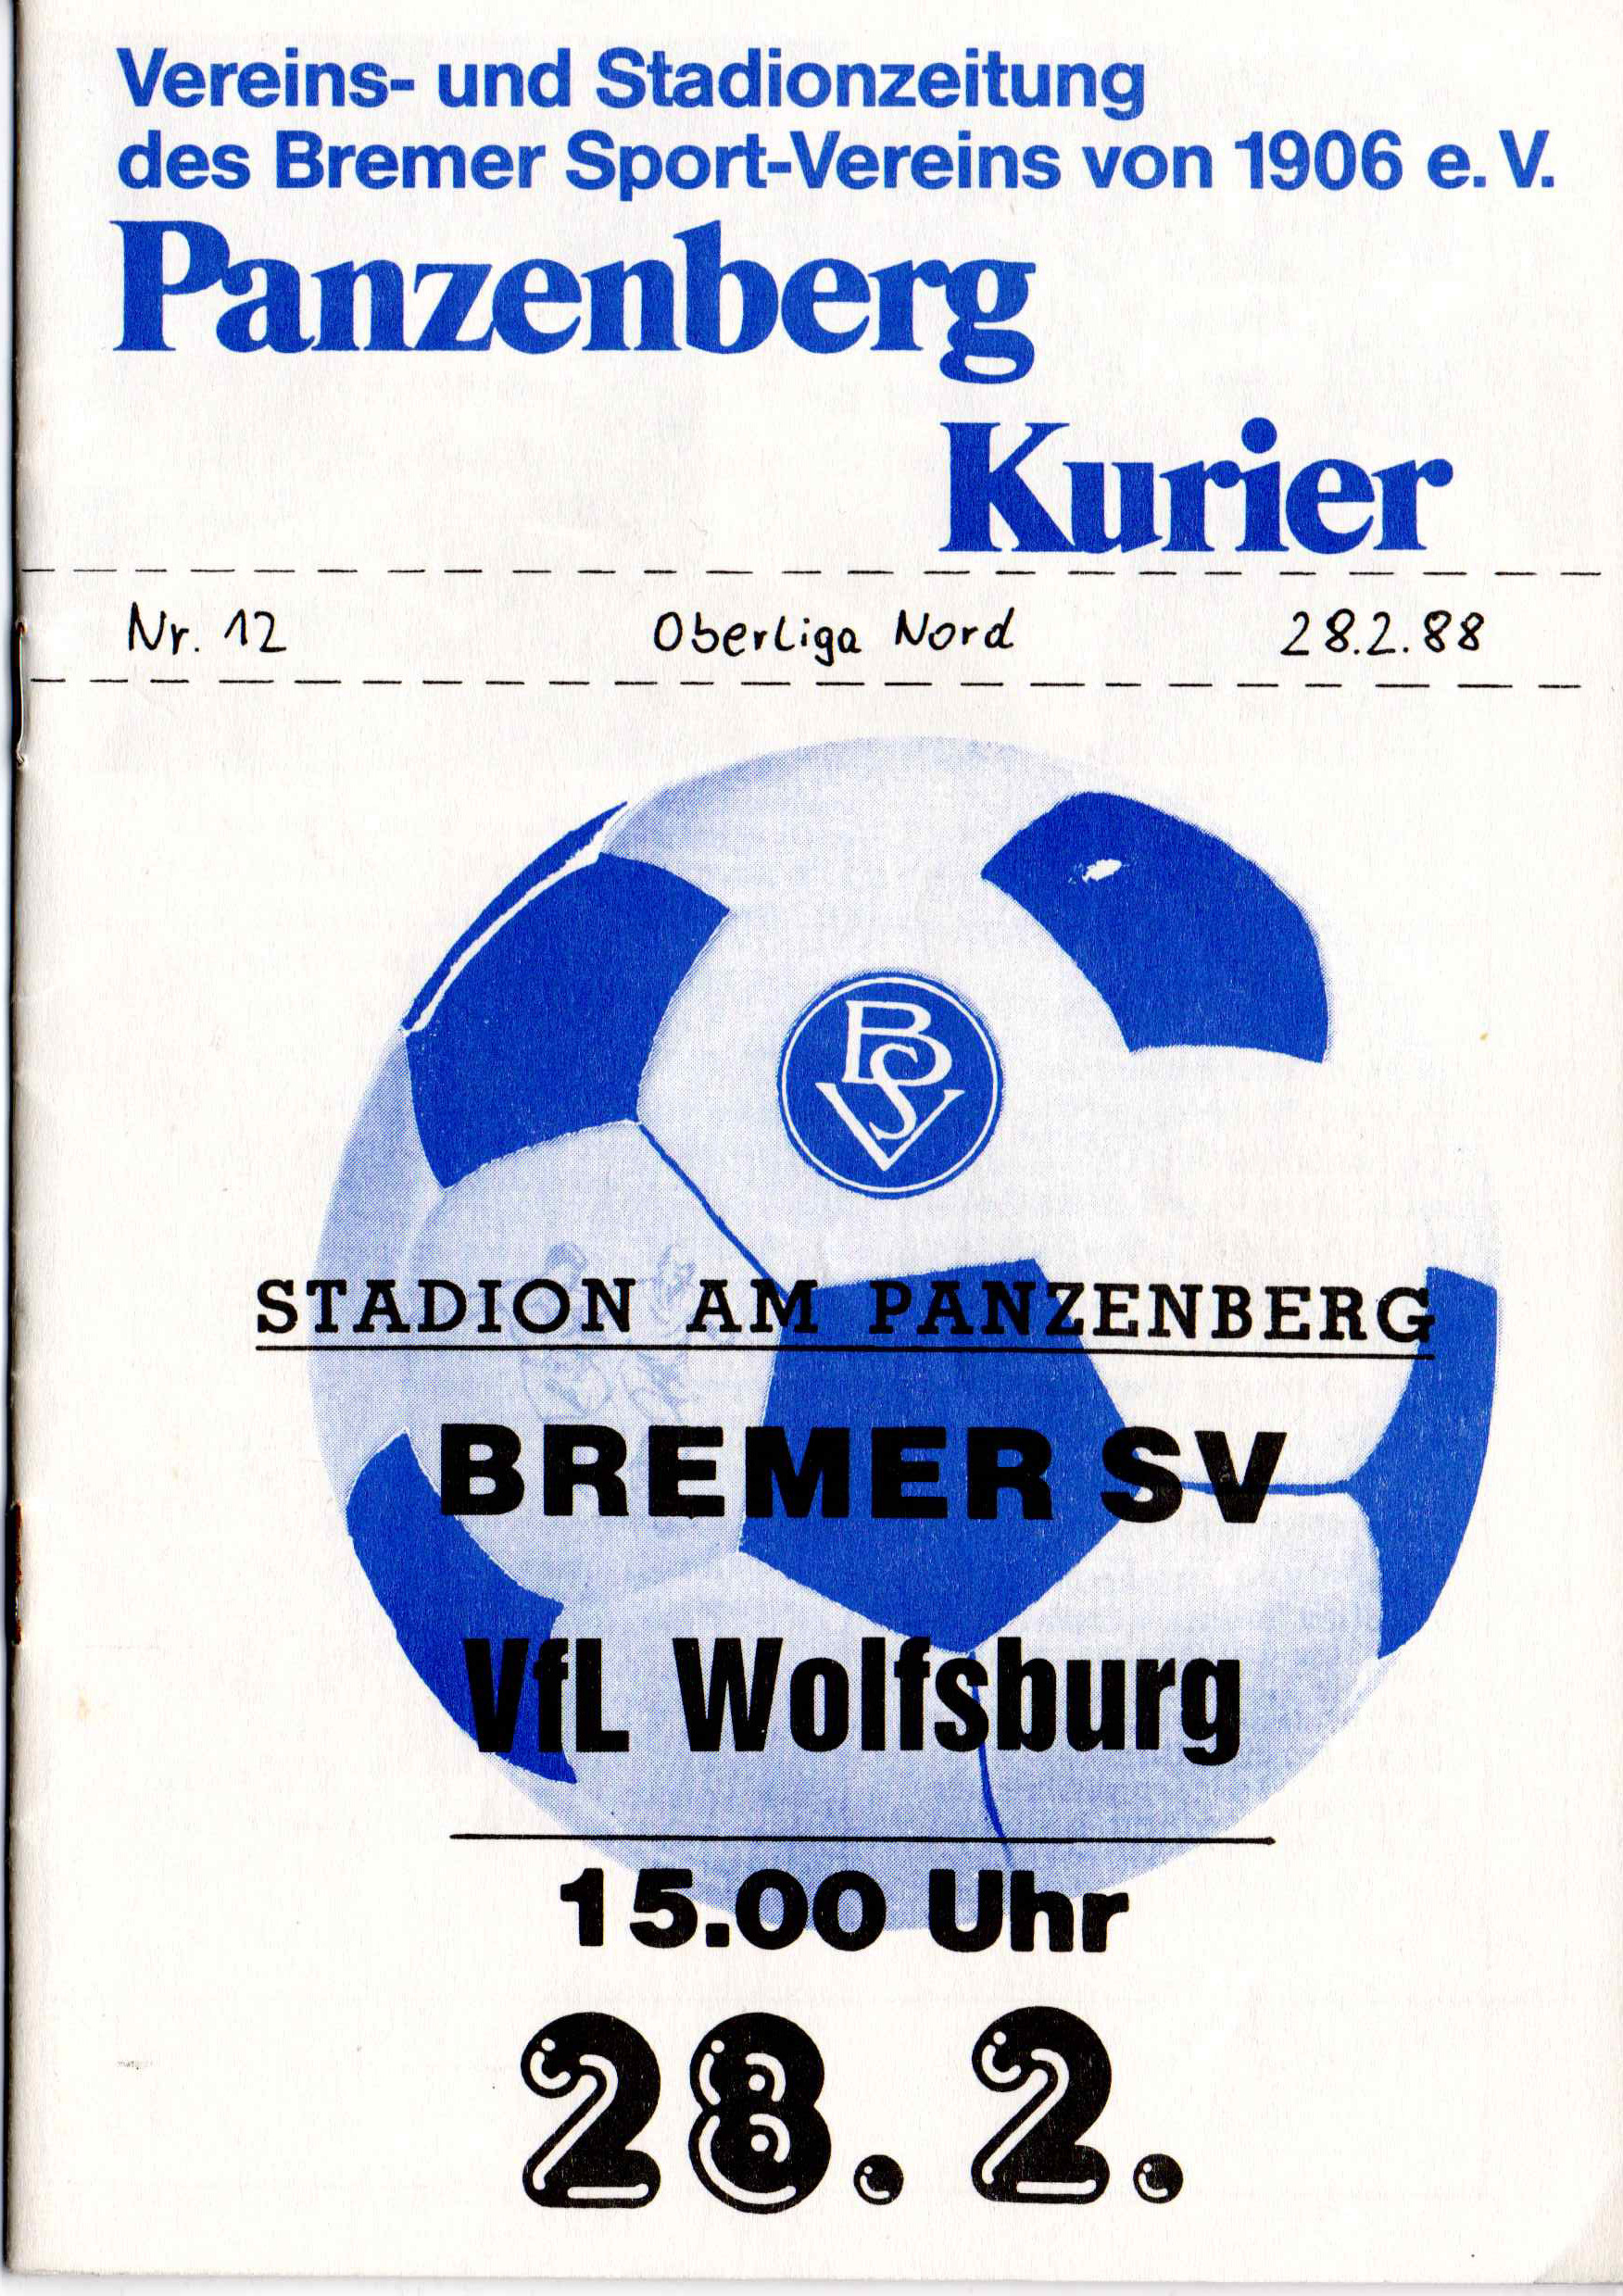 Vereins- und Stadionzeitung
des Bremer Sport-Vereins von 1906 e. V.
Panzenberg
Kurier
Nr. 12 Oberliga Nord 28.2.88
BSV
STADION AM PANZENBERG
BREMER SV
VfL Wolfsburg
15.00 Uhr
28. 2.